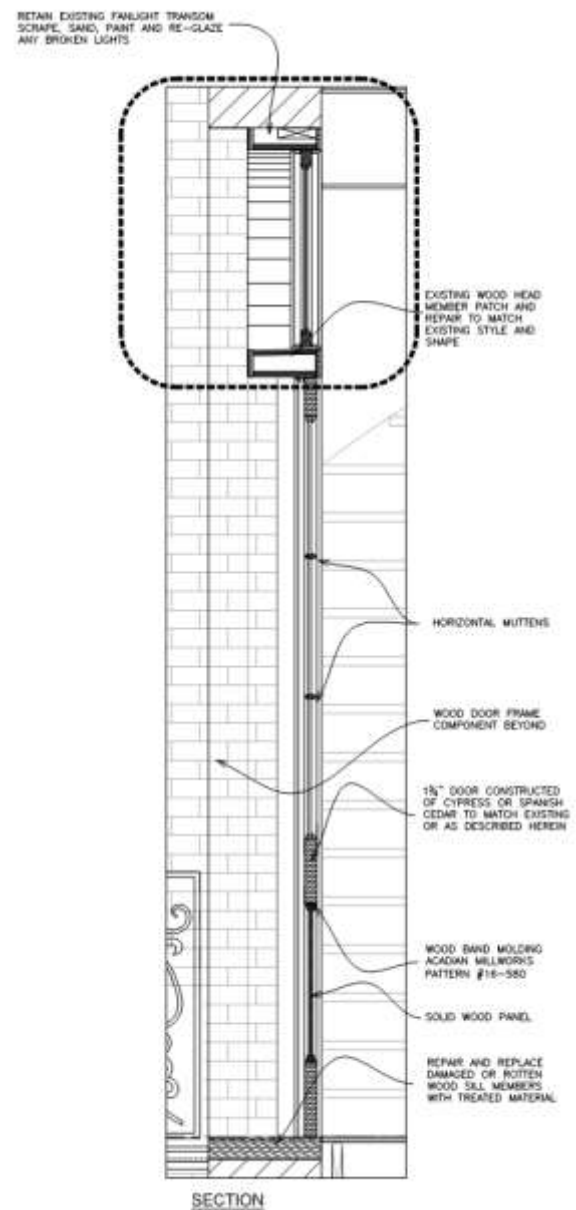 RETAIN EXISTING FANLIGHT TRANSOM
SCRAPE, SAND, PAINT AND RE-GLAZE
ANY BROKEN LIGHTS
EXISTING WOOD HEAD
MEMBER PATCH AND
REPAIR TO MATCH
EXISTING STYLE AND
SHAPE
HORIZONTAL MUTTENS
WOOD DOOR FRAME
COMPONENT BEYOND
1¾" DOOR CONSTRUCTED
OF CYPRESS OR SPANISH
CEDAR TO MATCH EXISTING
OR AS DESCRIBED HEREIN
WOOD BAND MOLDING
ACADIAN MILLWORKS
PATTERN #16-580
SOLID WOOD PANEL
REPAIR AND REPLACE
DAMAGED OR ROTTEN
WOOD SILL MEMBERS
WITH TREATED MATERIAL
SECTION